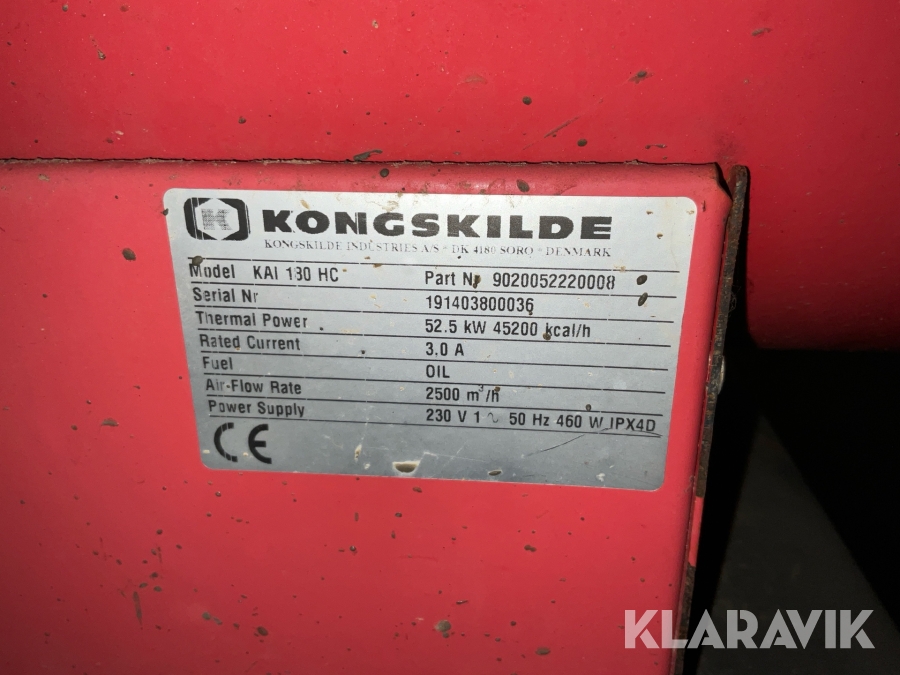 K KONGSKILDE
KONGSKILDE INDUSTRIES A/S - DK 4180 SORO - DENMARK
Model KAI 180 HC Part Nr 9020052220008
Serial Nr 191403800036
Thermal Power 52.5 kW 45200 kcal/h
Rated Current 3.0 A
Fuel OIL
Air-Flow Rate 2500 m³/h
Power Supply 230 V 1 ~ 50 Hz 460 W IPX4D
CE
KLARAVIK